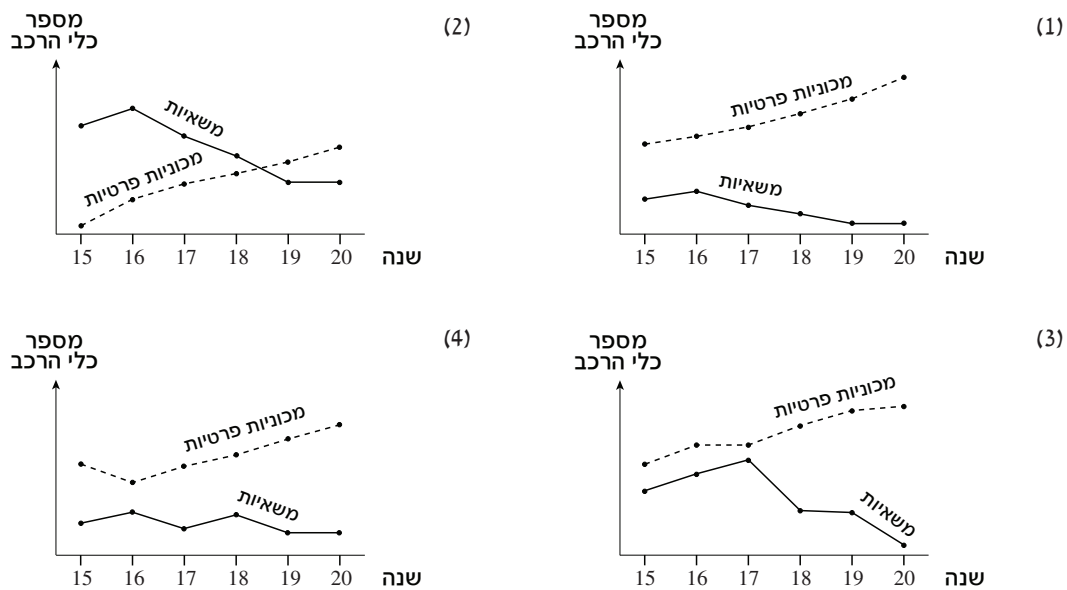 (1)
מספר
כלי הרכב
מכוניות פרטיות
משאיות
15 16 17 18 19 20 שנה
(2)
מספר
כלי הרכב
משאיות
מכוניות פרטיות
15 16 17 18 19 20 שנה
(3)
מספר
כלי הרכב
מכוניות פרטיות
משאיות
15 16 17 18 19 20 שנה
(4)
מספר
כלי הרכב
מכוניות פרטיות
משאיות
15 16 17 18 19 20 שנה